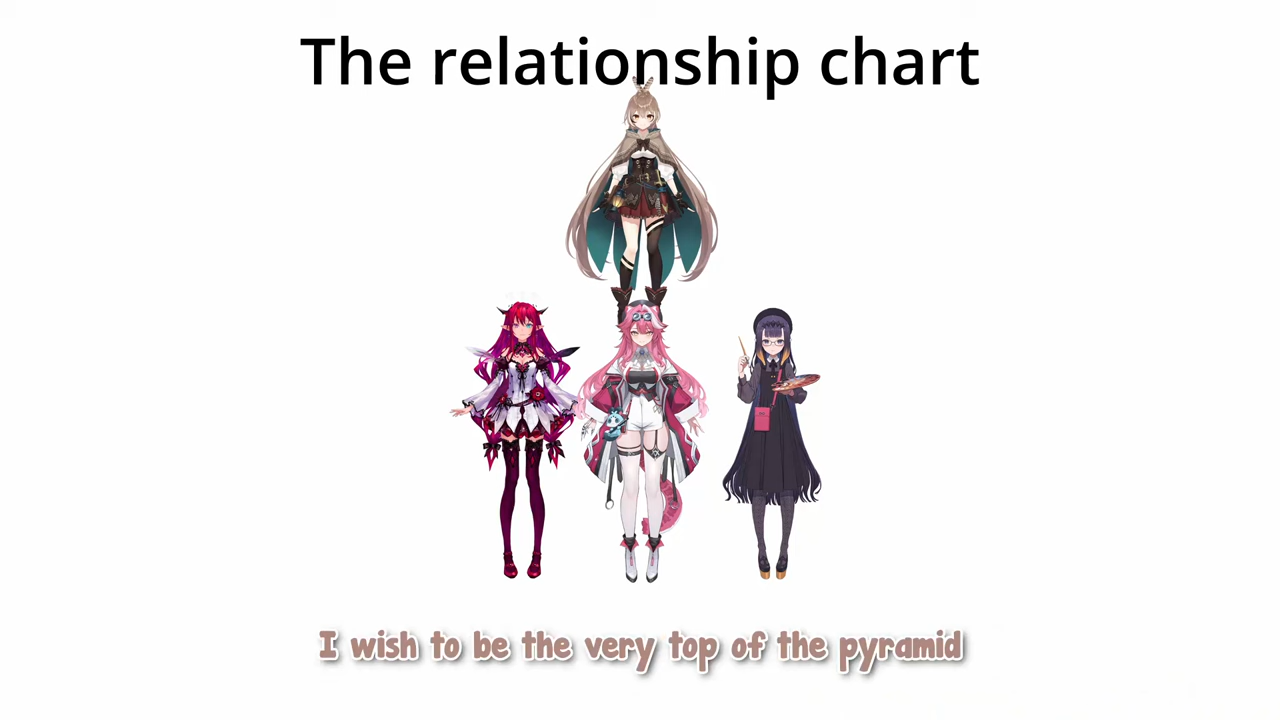 The relationship chart
I wish to be the very top of the pyramid